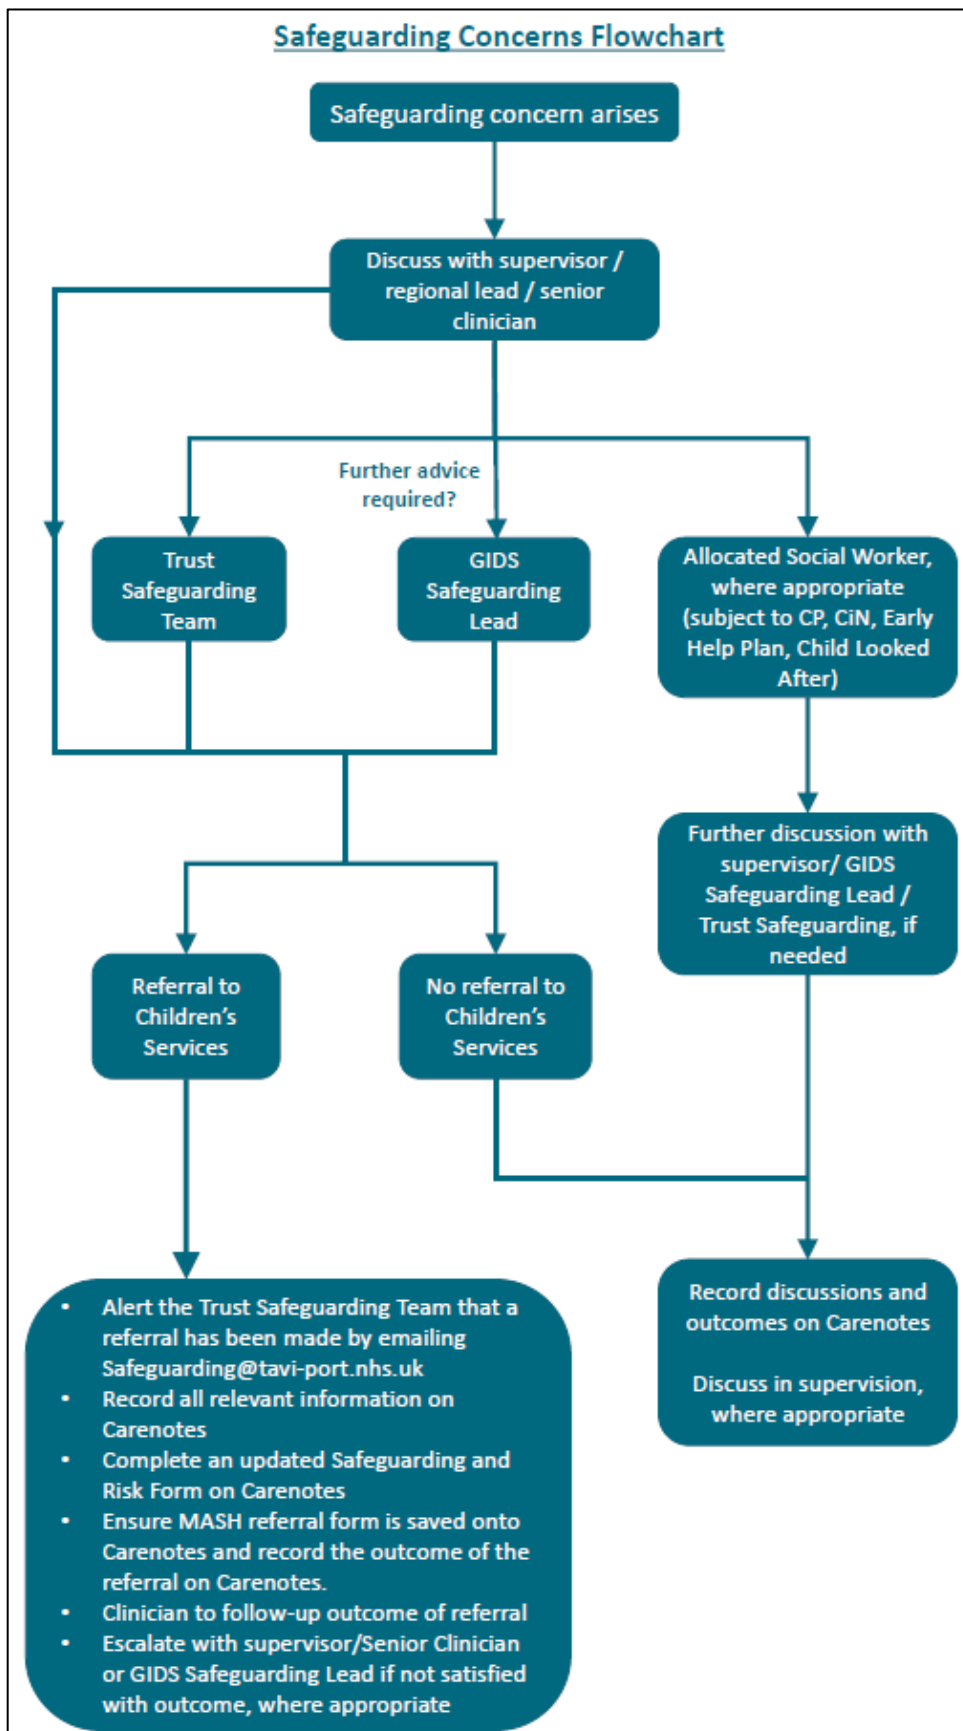 Safeguarding Concerns Flowchart
Safeguarding concern arises
Discuss with supervisor /
regional lead / senior
clinician
Further advice
required?
Trust
Safeguarding
Team
GIDS
Safeguarding
Lead
Allocated Social Worker,
where appropriate
(subject to CP, CiN, Early
Help Plan, Child Looked
After)
Further discussion with
supervisor/ GIDS
Safeguarding Lead /
Trust Safeguarding, if
needed
Referral to
Children’s
Services
No referral to
Children’s
Services
• Alert the Trust Safeguarding Team that a
referral has been made by emailing
Safeguarding@tavi-port.nhs.uk
• Record all relevant information on
Carenotes
• Complete an updated Safeguarding and
Risk Form on Carenotes
• Ensure MASH referral form is saved onto
Carenotes and record the outcome of the
referral on Carenotes.
• Clinician to follow-up outcome of referral
• Escalate with supervisor/Senior Clinician
or GIDS Safeguarding Lead if not satisfied
with outcome, where appropriate
Record discussions and
outcomes on Carenotes
Discuss in supervision,
where appropriate